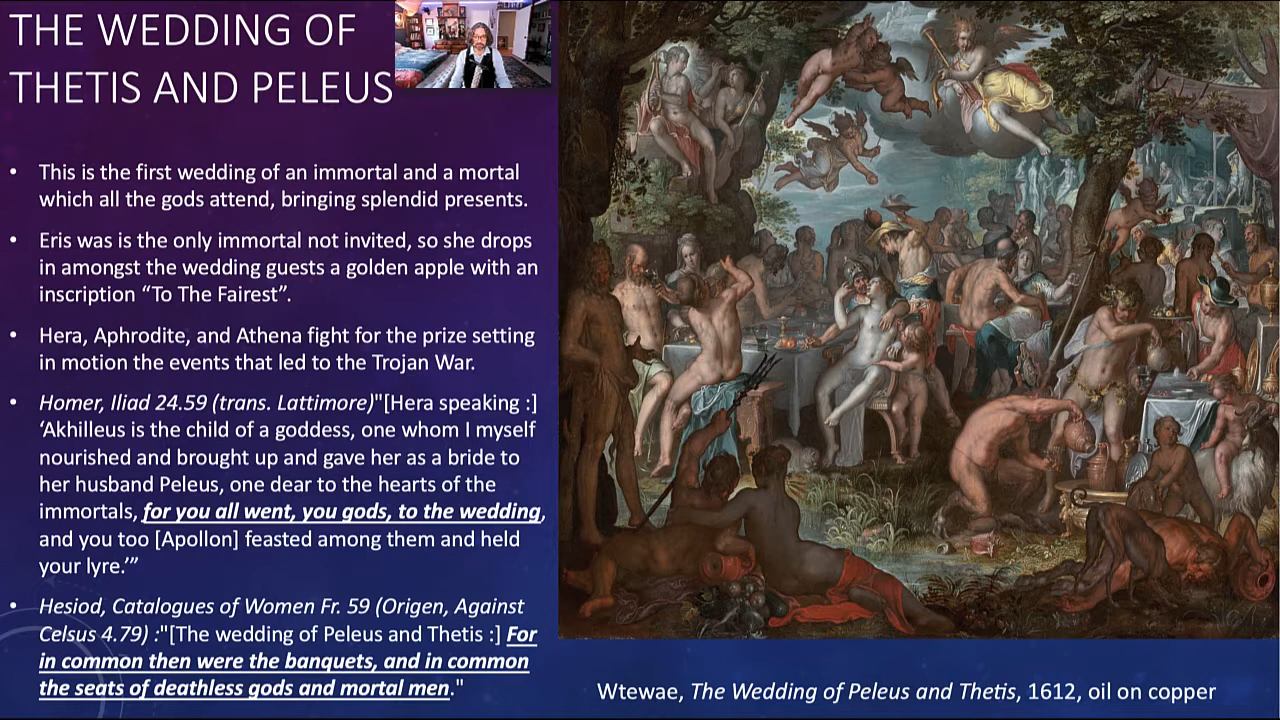 THE WEDDING OF
THETIS AND PELEUS
• This is the first wedding of an immortal and a mortal
which all the gods attend, bringing splendid presents.
• Eris was is the only immortal not invited, so she drops
in amongst the wedding guests a golden apple with an
inscription “To The Fairest”.
• Hera, Aphrodite, and Athena fight for the prize setting
in motion the events that led to the Trojan War.
• Homer, Iliad 24.59 (trans. Lattimore)"[Hera speaking :]
‘Akhilleus is the child of a goddess, one whom I myself
nourished and brought up and gave her as a bride to
her husband Peleus, one dear to the hearts of the
immortals, for you all went, you gods, to the wedding,
and you too [Apollon] feasted among them and held
your lyre.’”
• Hesiod, Catalogues of Women Fr. 59 (Origen, Against
Celsus 4.79) :"[The wedding of Peleus and Thetis :] For
in common then were the banquets, and in common
the seats of deathless gods and mortal men."
Wtewae, The Wedding of Peleus and Thetis, 1612, oil on copper